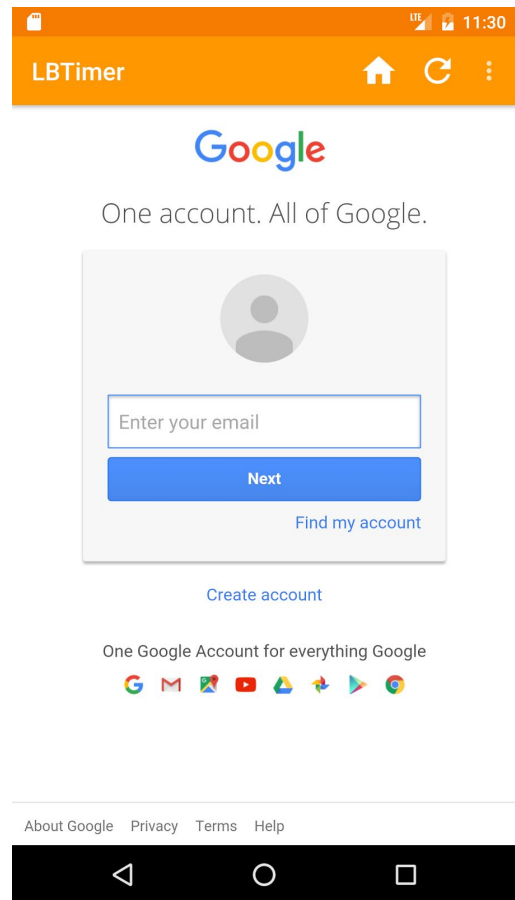 LTE 11:30
LBTimer
Google
One account. All of Google.
Enter your email
Next
Find my account
Create account
One Google Account for everything Google
About Google Privacy Terms Help